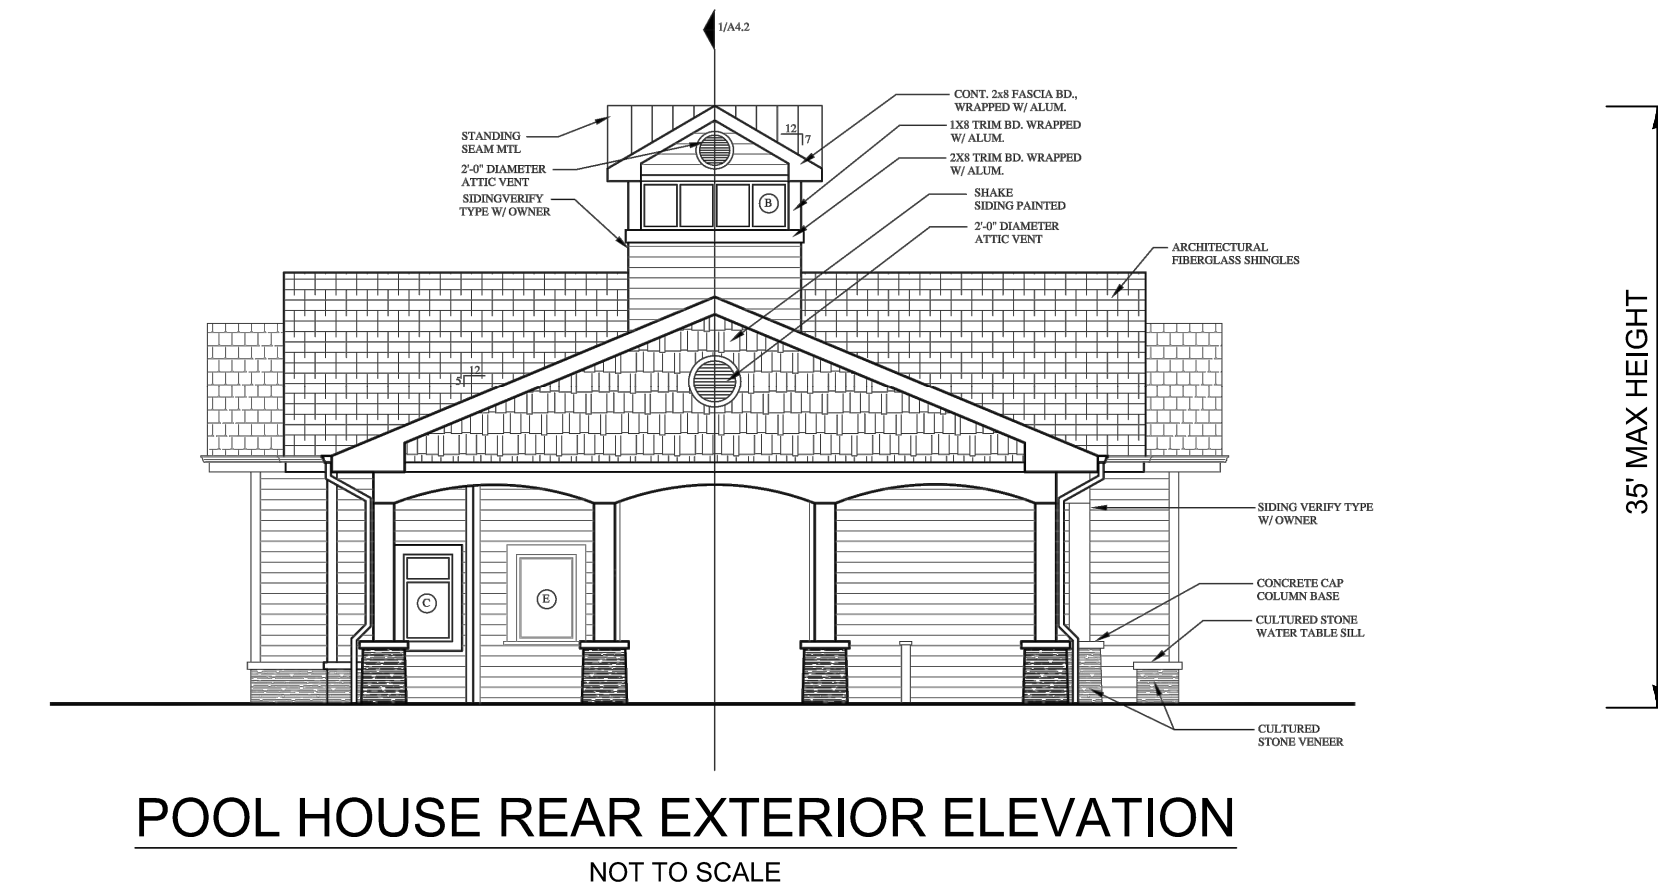 1/A4.2
CONT. 2x8 FASCIA BD.,
WRAPPED W/ ALUM.
1X8 TRIM BD. WRAPPED
W/ ALUM.
2X8 TRIM BD. WRAPPED
W/ ALUM.
SHAKE
SIDING PAINTED
2'-0" DIAMETER
ATTIC VENT
STANDING
SEAM MTL
2'-0" DIAMETER
ATTIC VENT
SIDINGVERIFY
TYPE W/ OWNER
12
7
B
ARCHITECTURAL
FIBERGLASS SHINGLES
12
5
35' MAX HEIGHT
SIDING VERIFY TYPE
W/ OWNER
C
E
CONCRETE CAP
COLUMN BASE
CULTURED STONE
WATER TABLE SILL
CULTURED
STONE VENEER
POOL HOUSE REAR EXTERIOR ELEVATION
NOT TO SCALE